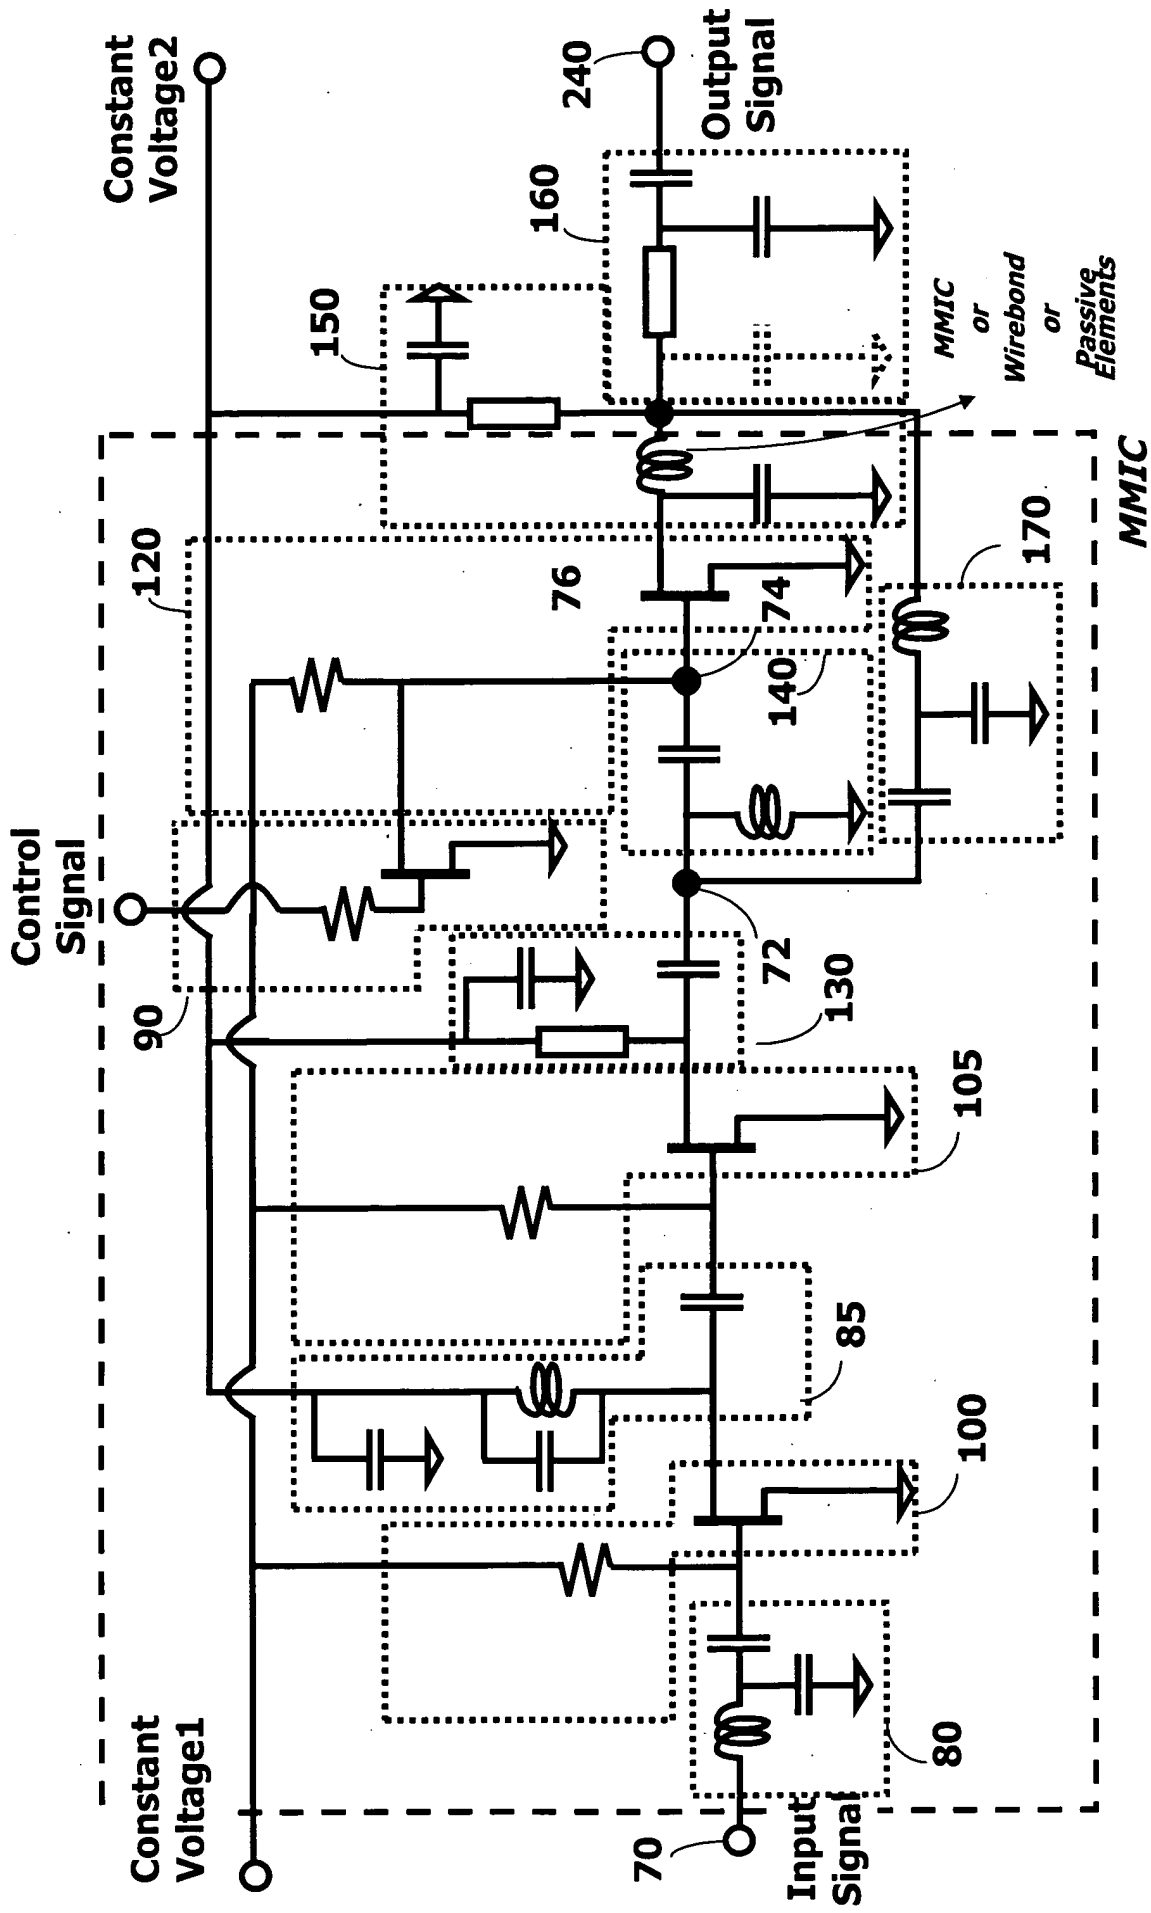 Constant
Voltage1
Constant
Voltage2
Control
Signal
90
120
150
160
240
Output
Signal
76
74
140
72
130
105
170
85
100
70
Input
Signal
80
MMIC
or
Wirebond
or
Passive
Elements
MMIC